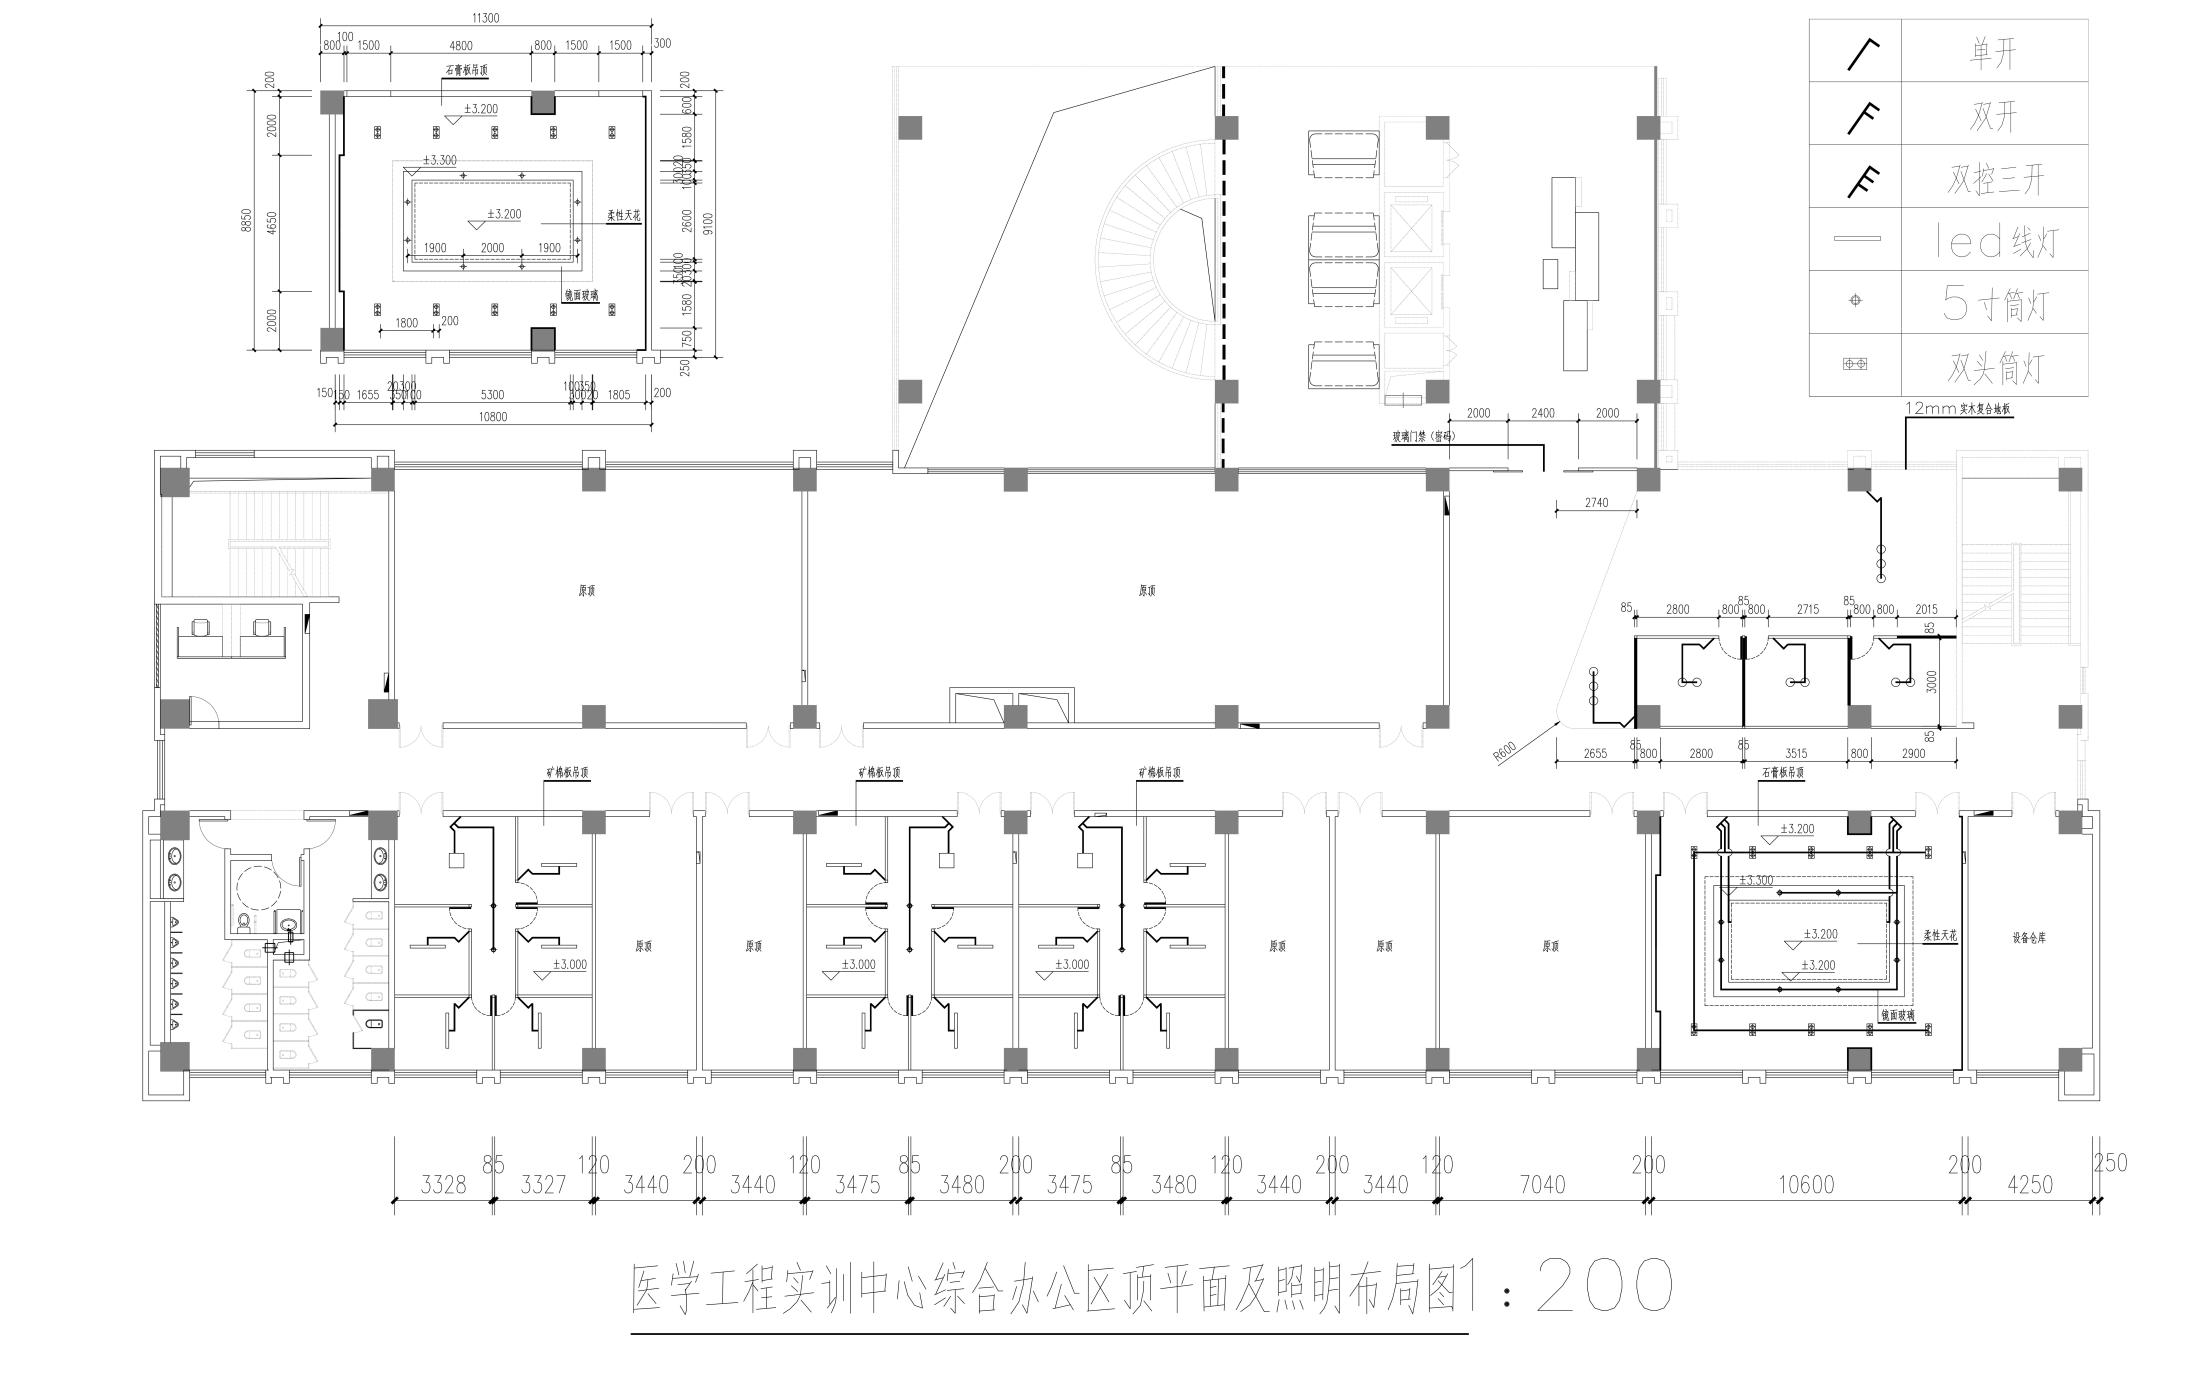 11300
800 100 1500 4800 800 1500 1500 300
石膏板吊顶
±3.200
±3.300
±3.200
柔性天花
1900 2000 1900
镜面玻璃
1800 200
200
2000
4650
2000
8850
200
600
1580
2600
1580
750
250
9100
150 1655 5300 1805 200
10800
单开
双开
双控三开
led线灯
5寸筒灯
双头筒灯
12mm实木复合地板
2000 2400 2000
玻璃门禁（密码）
2740
原顶
原顶
85 2800 800 85 800 2715 85 800 800 2015
85
3000
85
R600
2655 85 800 2800 85 3515 800 2900
矿棉板吊顶
矿棉板吊顶
矿棉板吊顶
石膏板吊顶
±3.200
±3.300
±3.200
±3.200
柔性天花
镜面玻璃
原顶
原顶
原顶
原顶
原顶
设备仓库
±3.000
±3.000
±3.000
85 120 200 120 85 200 85 120 200 120 200 200 250
3328 3327 3440 3440 3475 3480 3475 3480 3440 3440 7040 10600 4250
医学工程实训中心综合办公区顶平面及照明布局图1：200